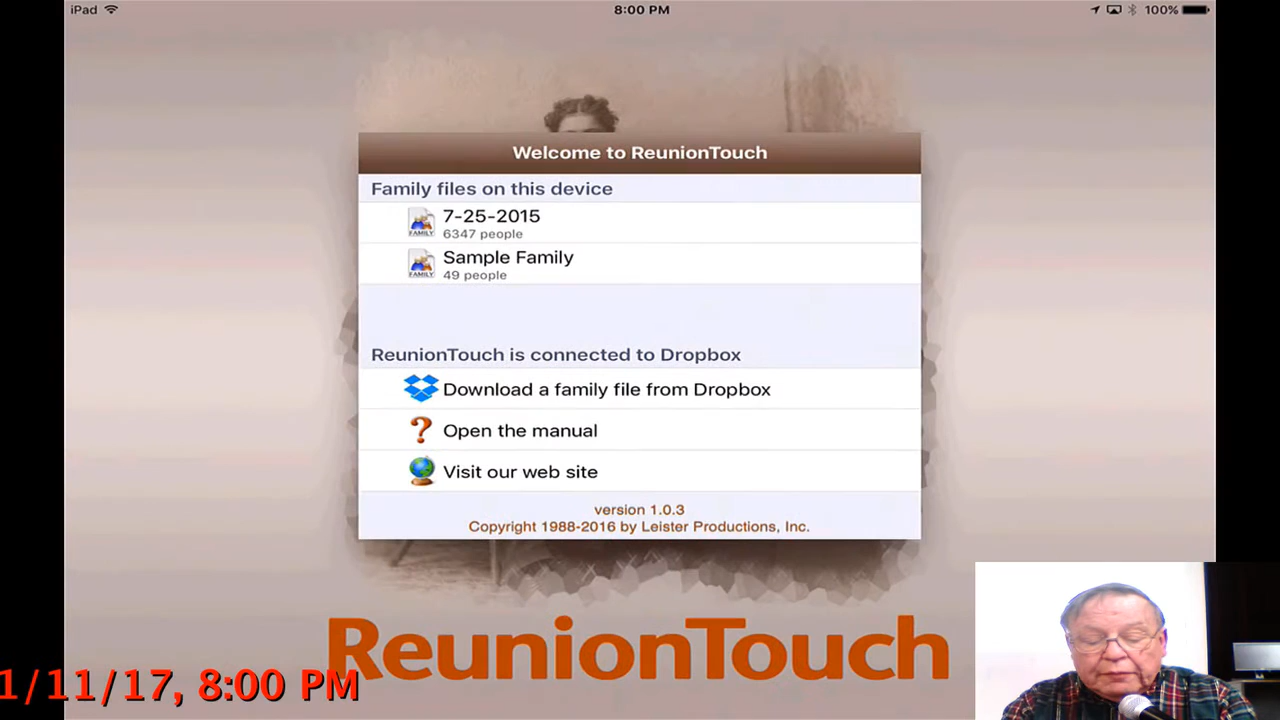 iPad
8:00 PM
100%
Welcome to ReunionTouch
Family files on this device
7-25-2015
6347 people
FAMILY
Sample Family
49 people
FAMILY
ReunionTouch is connected to Dropbox
Download a family file from Dropbox
Open the manual
Visit our web site
version 1.0.3
Copyright 1988-2016 by Leister Productions, Inc.
ReunionTouch
1/11/17, 8:00 PM